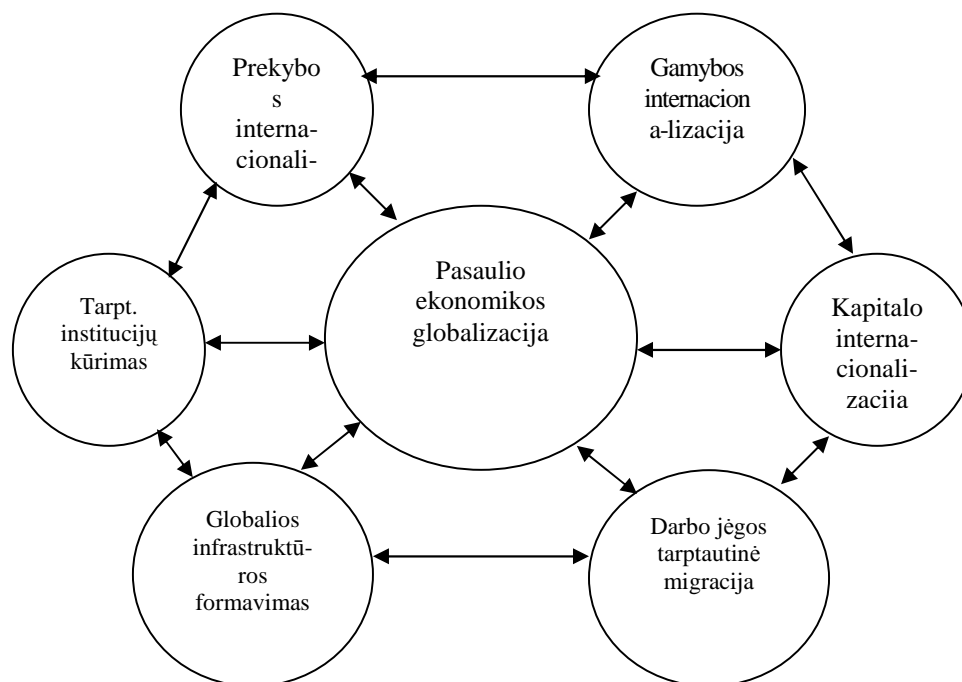 Prekybo
s
interna-
cionali-
Gamybos
internacion
a-lizacija
Pasaulio
ekonomikos
globalizacija
Tarpt.
institucijų
kūrimas
Kapitalo
interna-
cionali-
zacija
Globalios
infrastruktū-
ros
formavimas
Darbo jėgos
tarptautinė
migracija